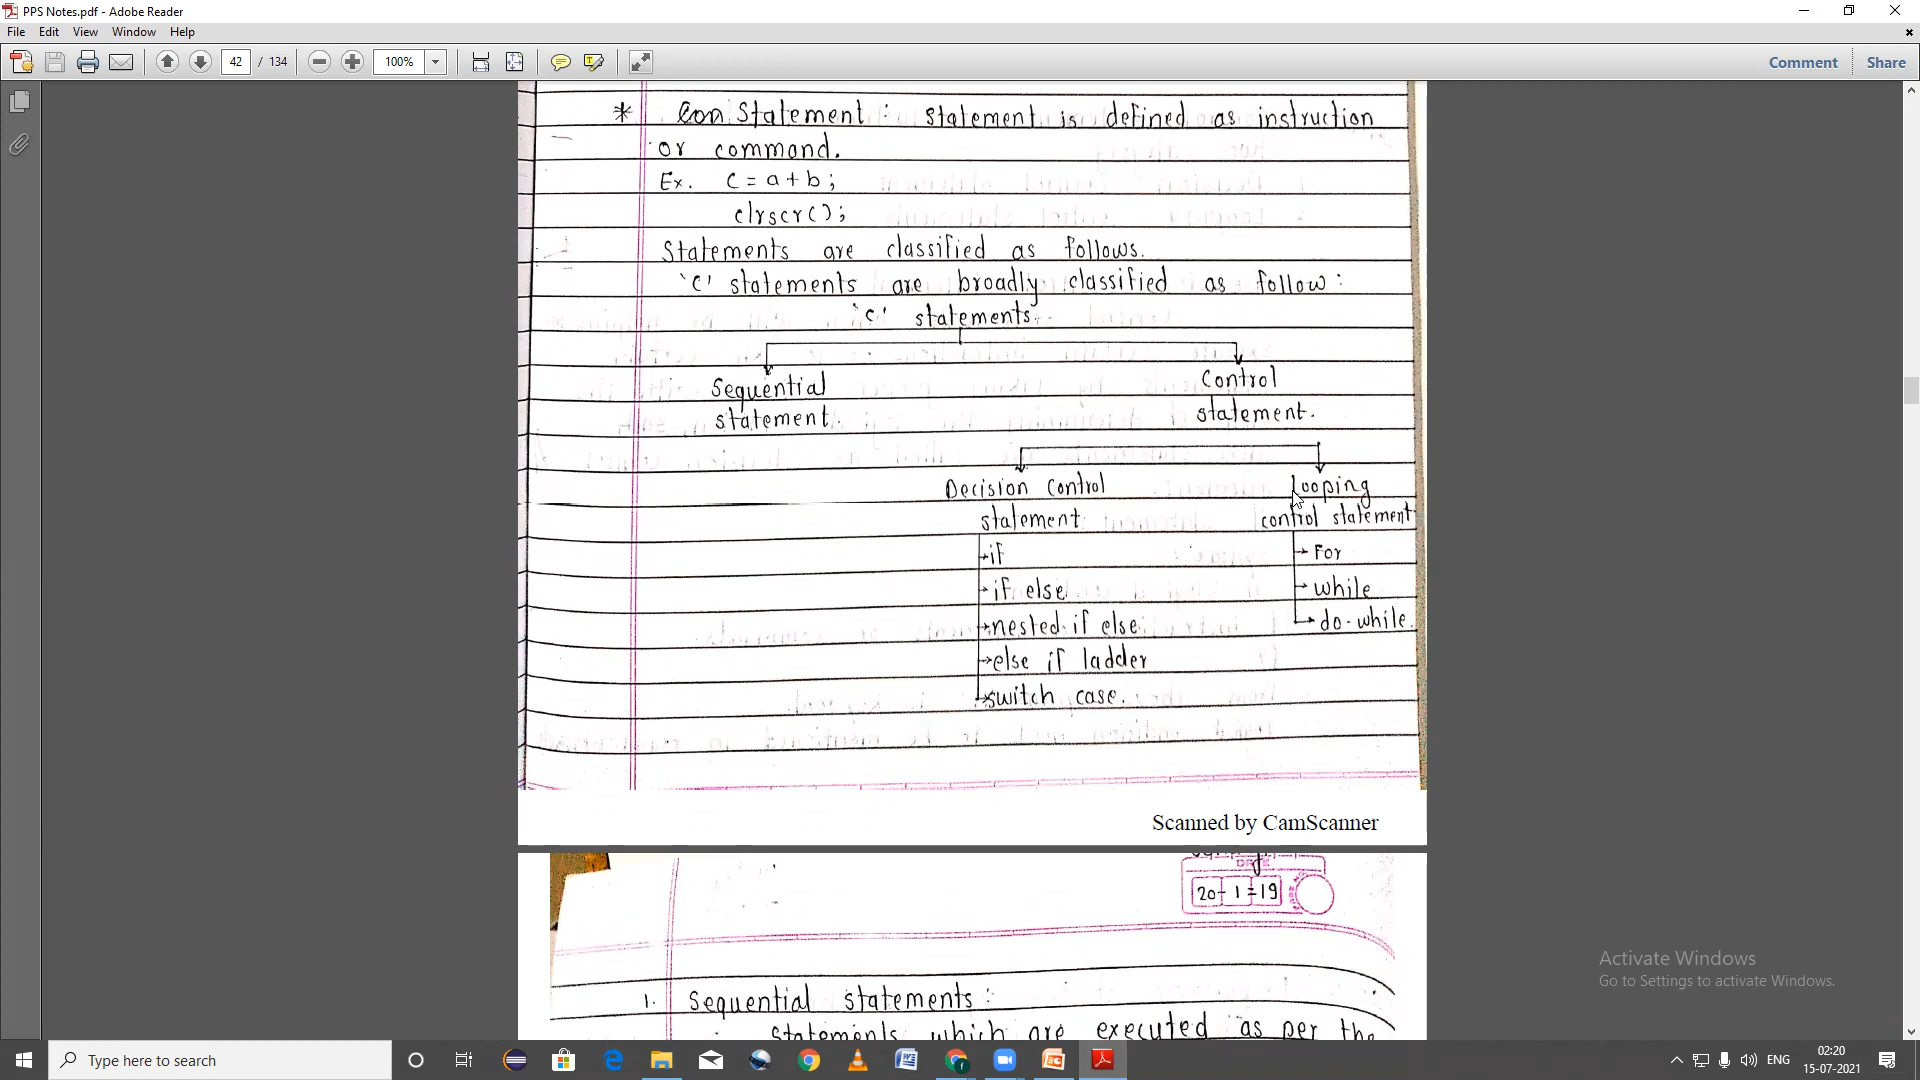 PPS Notes.pdf - Adobe Reader
File Edit View Window Help
42 / 134 100% Comment Share
* Statement : statement is defined as instruction
or command.
Ex. c = a + b ;
clrscr();
Statements are classified as follows.
'C' statements are broadly classified as follow :
'C' statements.
Sequential Control
statement. statement.
Decision Control Looping
statement control statement
if For
if else while
nested if else do-while.
else if ladder
switch case.
Scanned by CamScanner
DATE
20-1-19
1. Sequential statements :
statements which are executed as per the
Activate Windows
Go to Settings to activate Windows.
Type here to search
ENG
02:20
15-07-2021